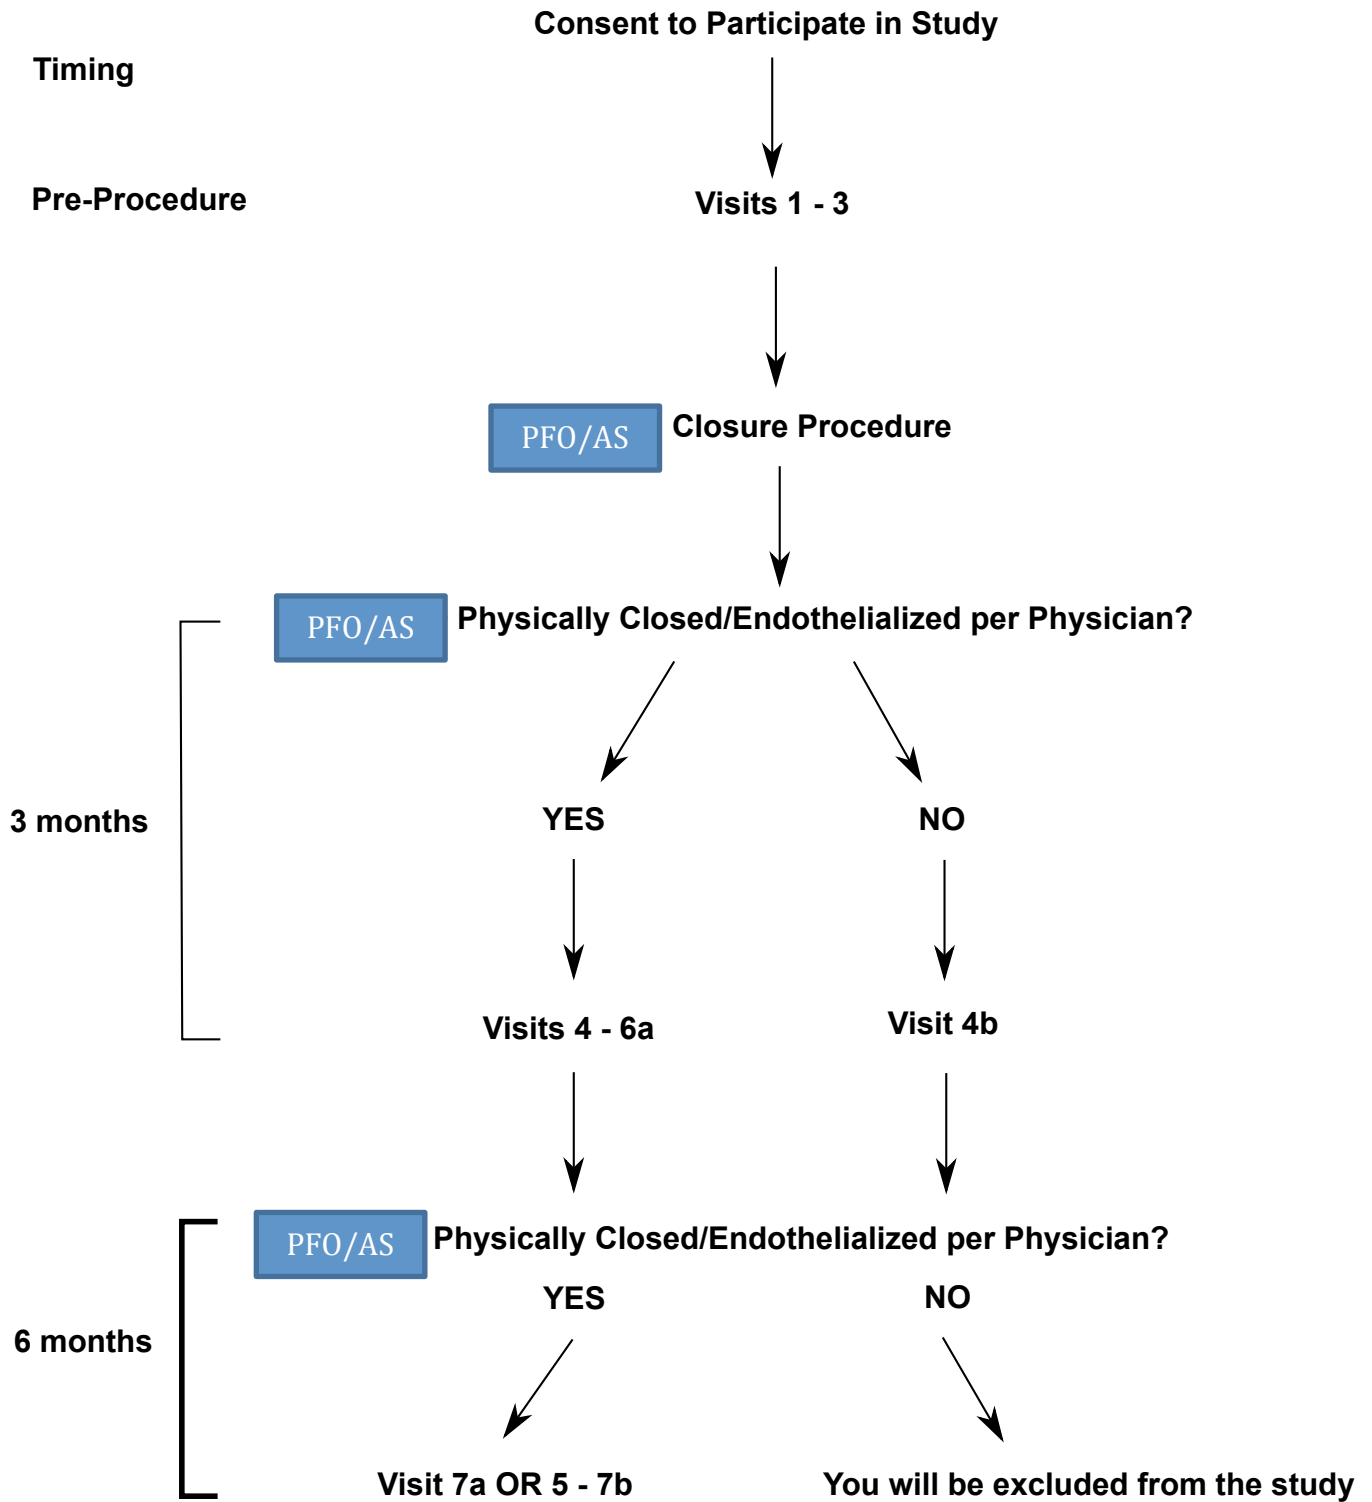 Consent to Participate in Study
Timing
Pre-Procedure
Visits 1 - 3
PFO/AS Closure Procedure
PFO/AS Physically Closed/Endothelialized per Physician?
3 months
YES
NO
Visits 4 - 6a
Visit 4b
PFO/AS Physically Closed/Endothelialized per Physician?
YES
NO
6 months
Visit 7a OR 5 - 7b
You will be excluded from the study